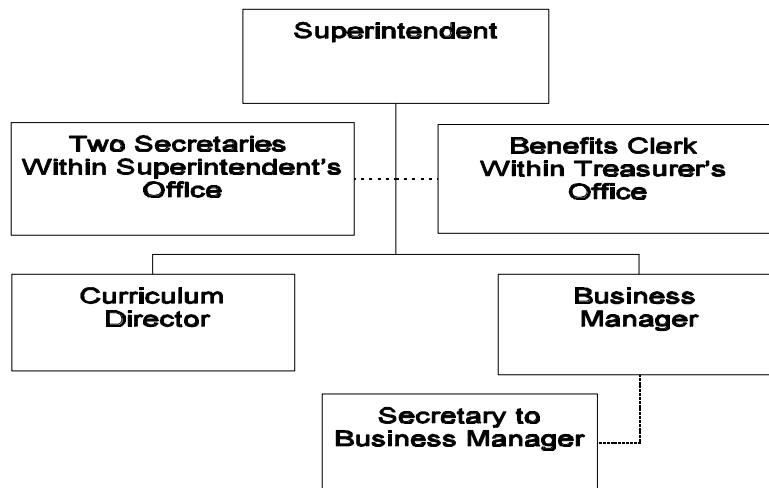 Superintendent
Two Secretaries
Within Superintendent's
Office
Benefits Clerk
Within Treasurer's
Office
Curriculum
Director
Business
Manager
Secretary to
Business Manager